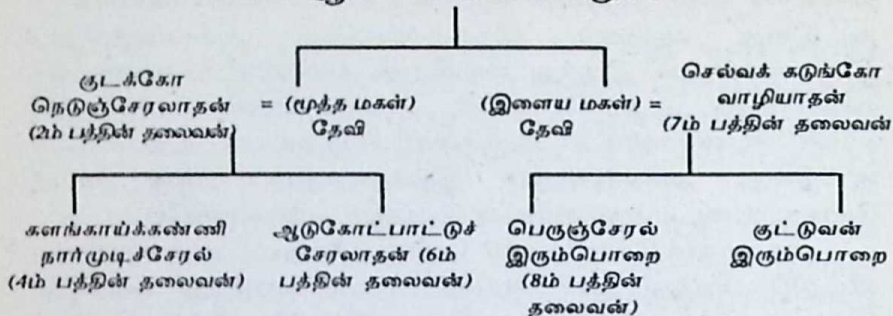 குடக்கோ
நெடுஞ்சேரலாதன் = (மூத்த மகள்)
(2ம் பத்தின் தலைவன்) தேவி
செல்வக் கடுங்கோ
(இளைய மகள்) = வாழியாதன்
தேவி (7ம் பத்தின் தலைவன்
களங்காய்க்கண்ணி
நார்முடிச்சேரல்
(4ம் பத்தின் தலைவன்)
ஆடுகோட்பாட்டுச்
சேரலாதன் (6ம்
பத்தின் தலைவன்)
பெருஞ்சேரல்
இரும்பொறை
(8ம் பத்தின்
தலைவன்)
குட்டுவன்
இரும்பொறை